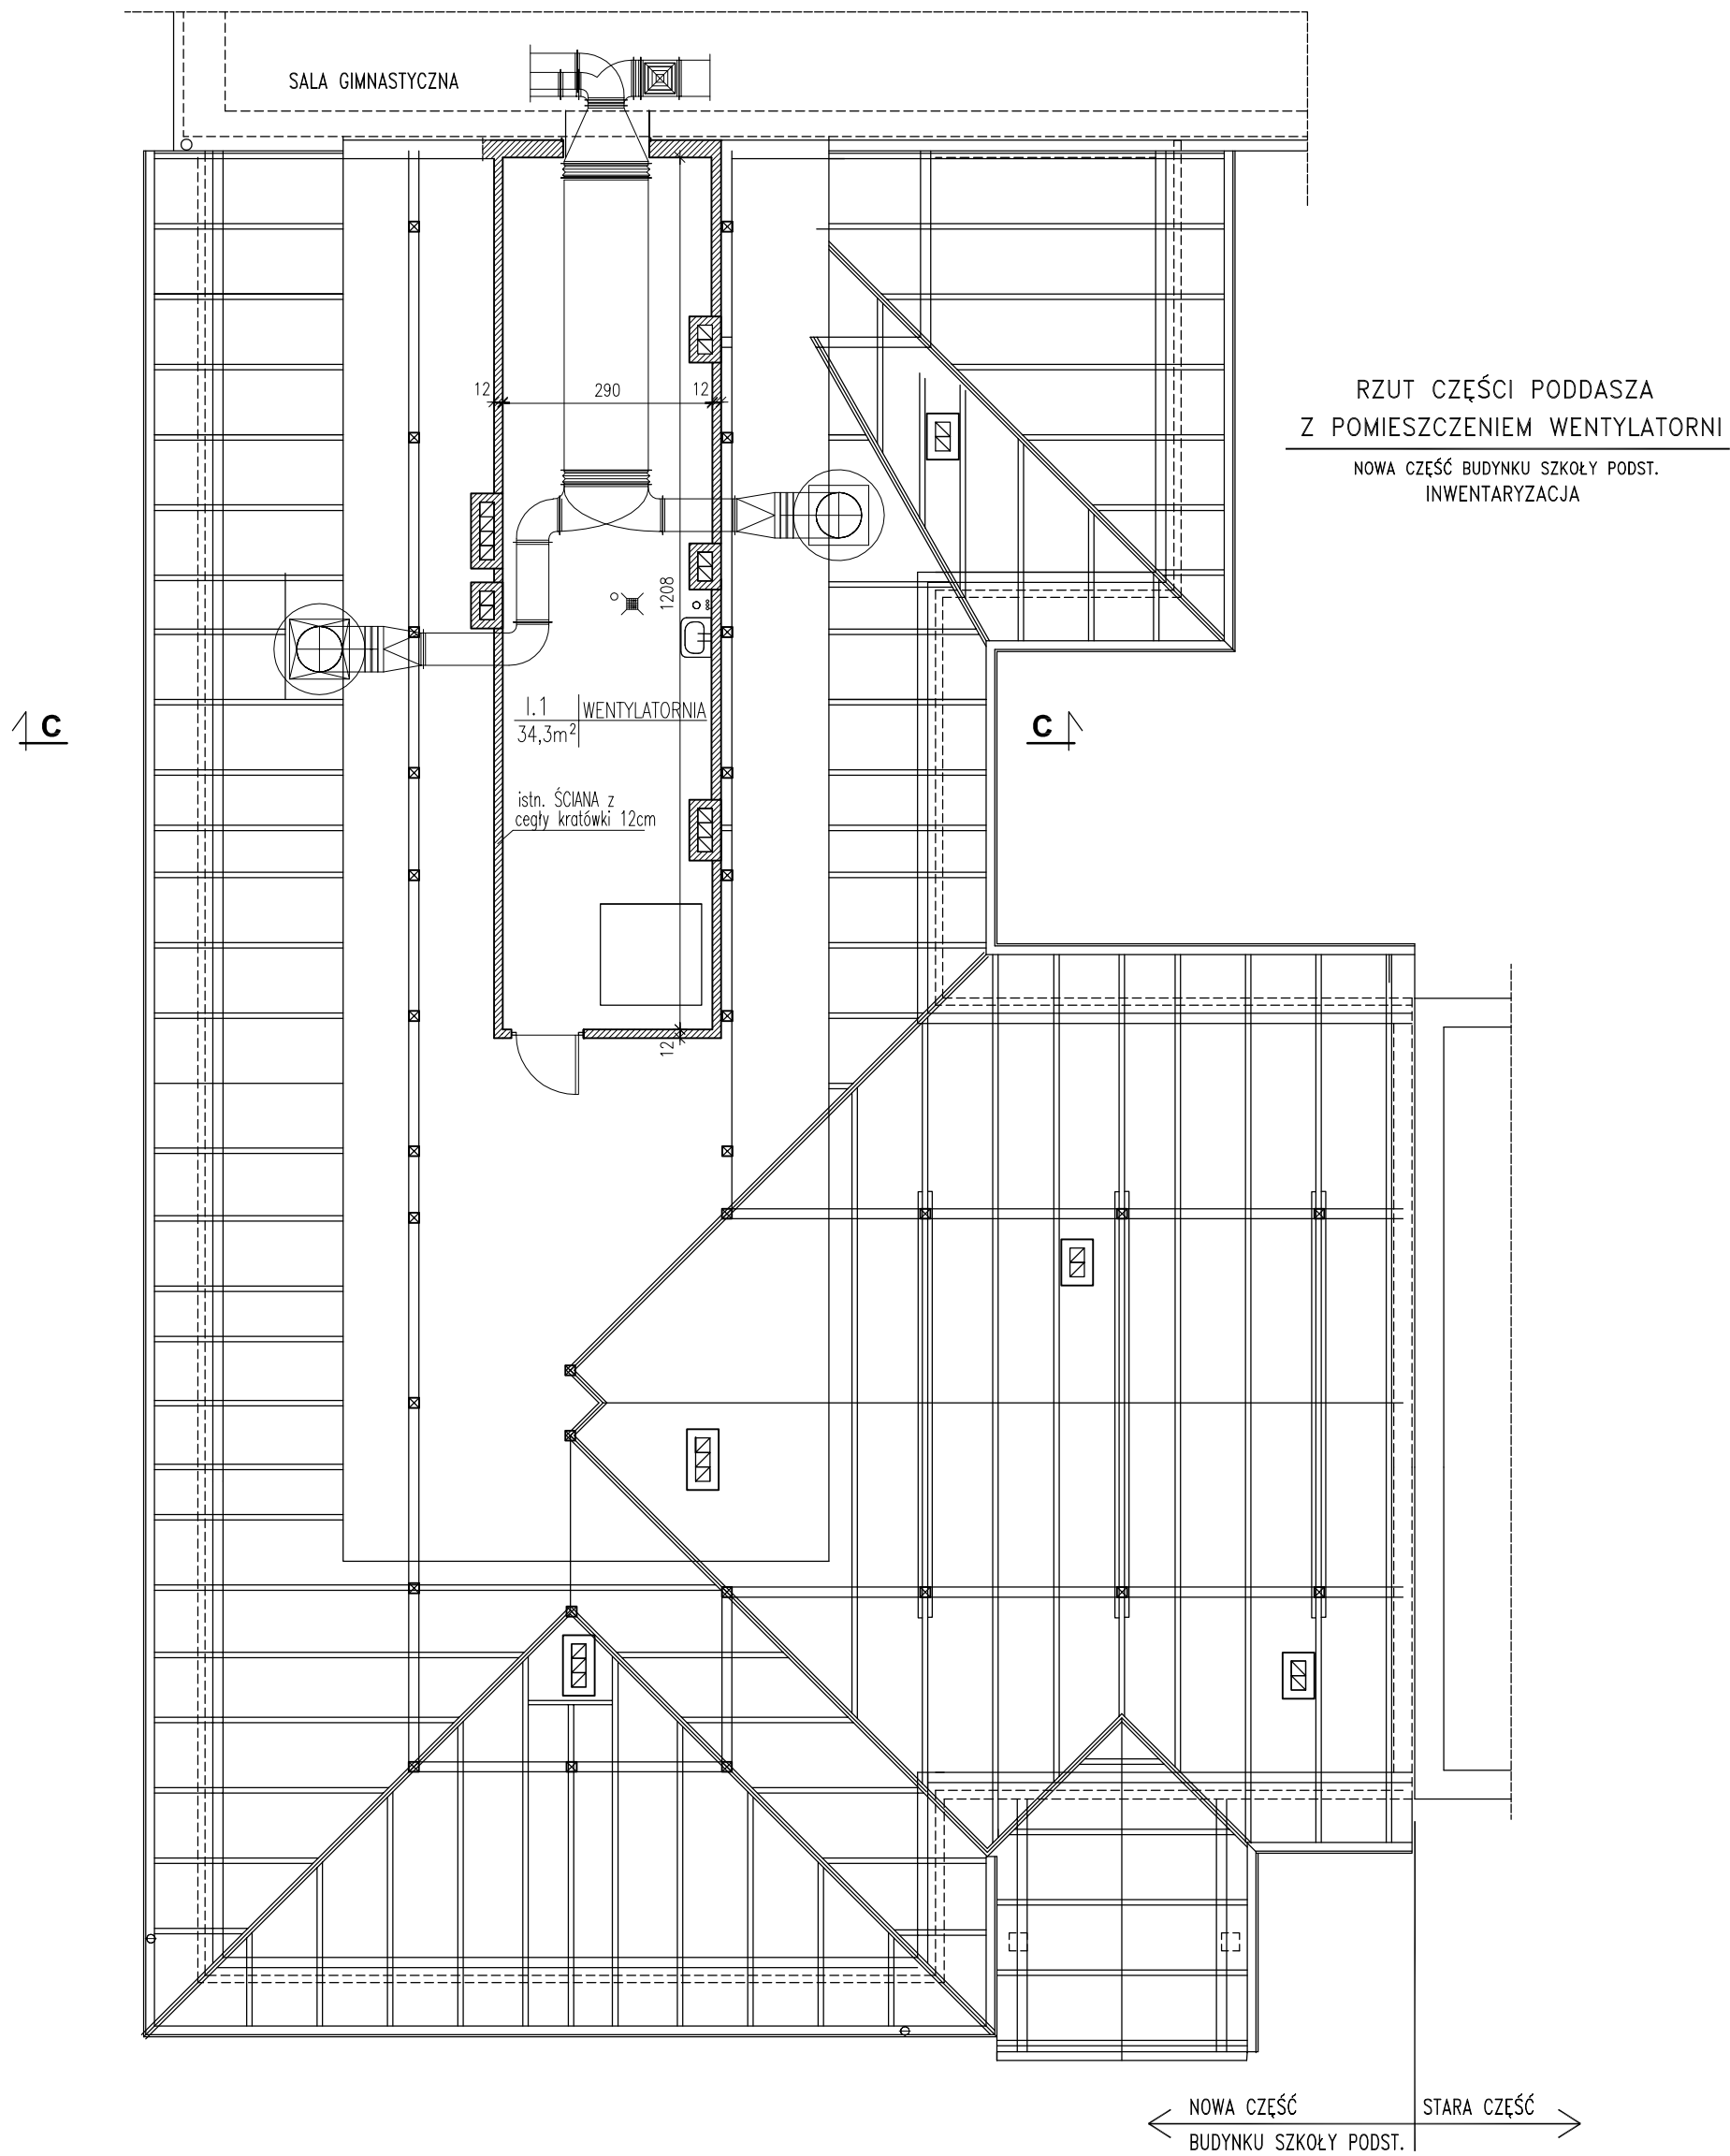 SALA GIMNASTYCZNA
RZUT CZĘŚCI PODDASZA
Z POMIESZCZENIEM WENTYLATORNI
NOWA CZĘŚĆ BUDYNKU SZKOŁY PODST.
INWENTARYZACJA
12 290 12
1208
I.1 WENTYLATORNIA
34,3m²
C C
istn. ŚCIANA z
cegły kratówki 12cm
12
NOWA CZĘŚĆ STARA CZĘŚĆ
BUDYNKU SZKOŁY PODST.